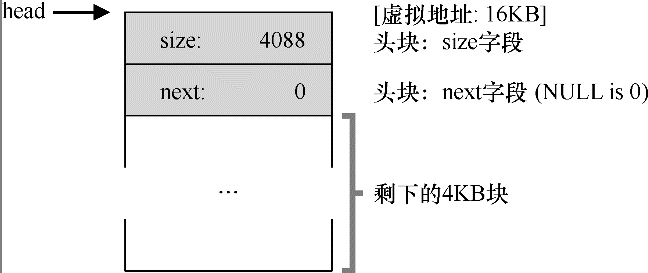 head
[虚拟地址: 16KB]
size: 4088
头块：size字段
next: 0
头块：next字段 (NULL is 0)
...
剩下的4KB块